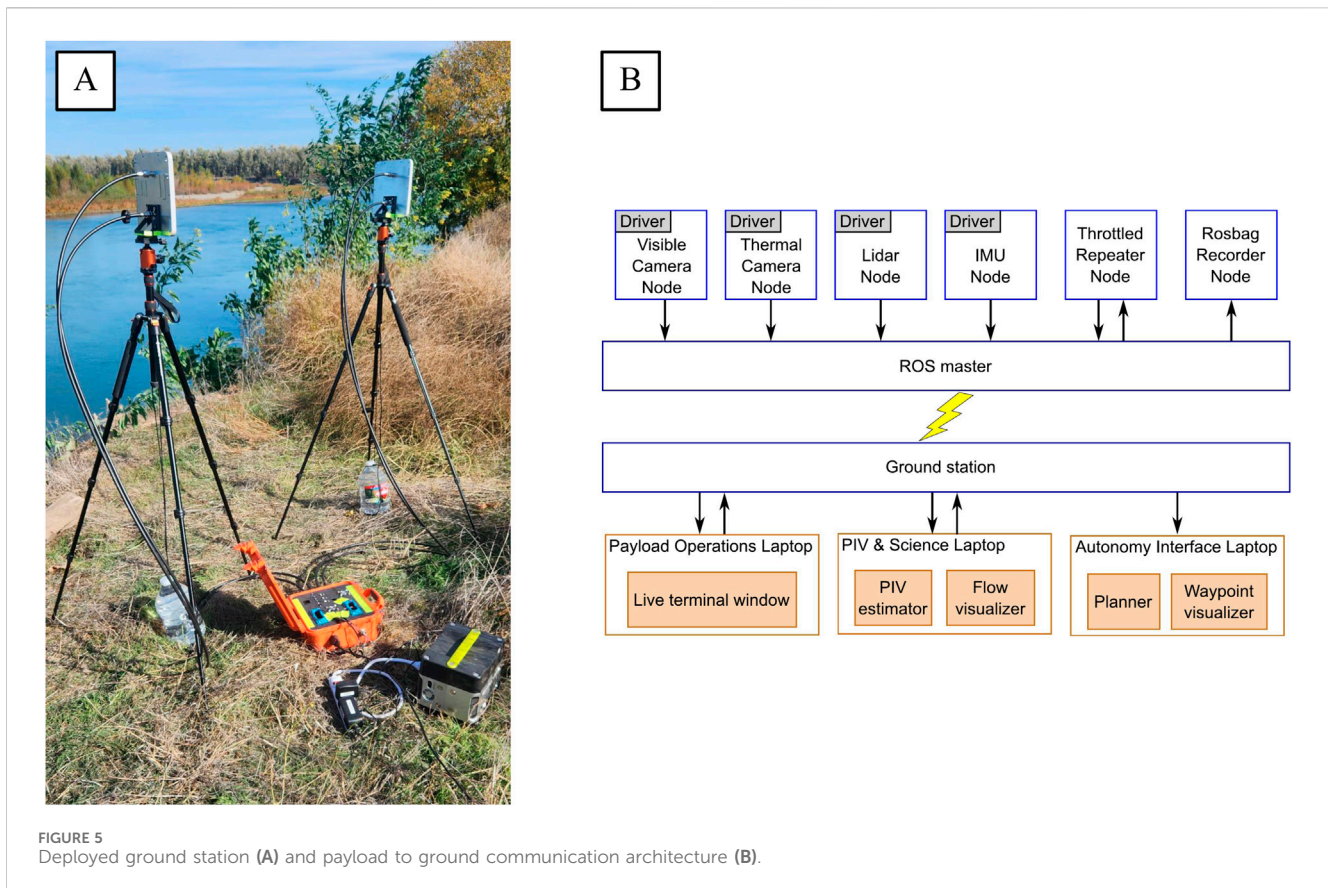 A
B
Driver
Visible
Camera
Node
Driver
Thermal
Camera
Node
Driver
Lidar
Node
Driver
IMU
Node
Throttled
Repeater
Node
Rosbag
Recorder
Node
ROS master
Ground station
Payload Operations Laptop
Live terminal window
PIV & Science Laptop
PIV
estimator
Flow
visualizer
Autonomy Interface Laptop
Planner
Waypoint
visualizer
FIGURE 5
Deployed ground station (A) and payload to ground communication architecture (B).